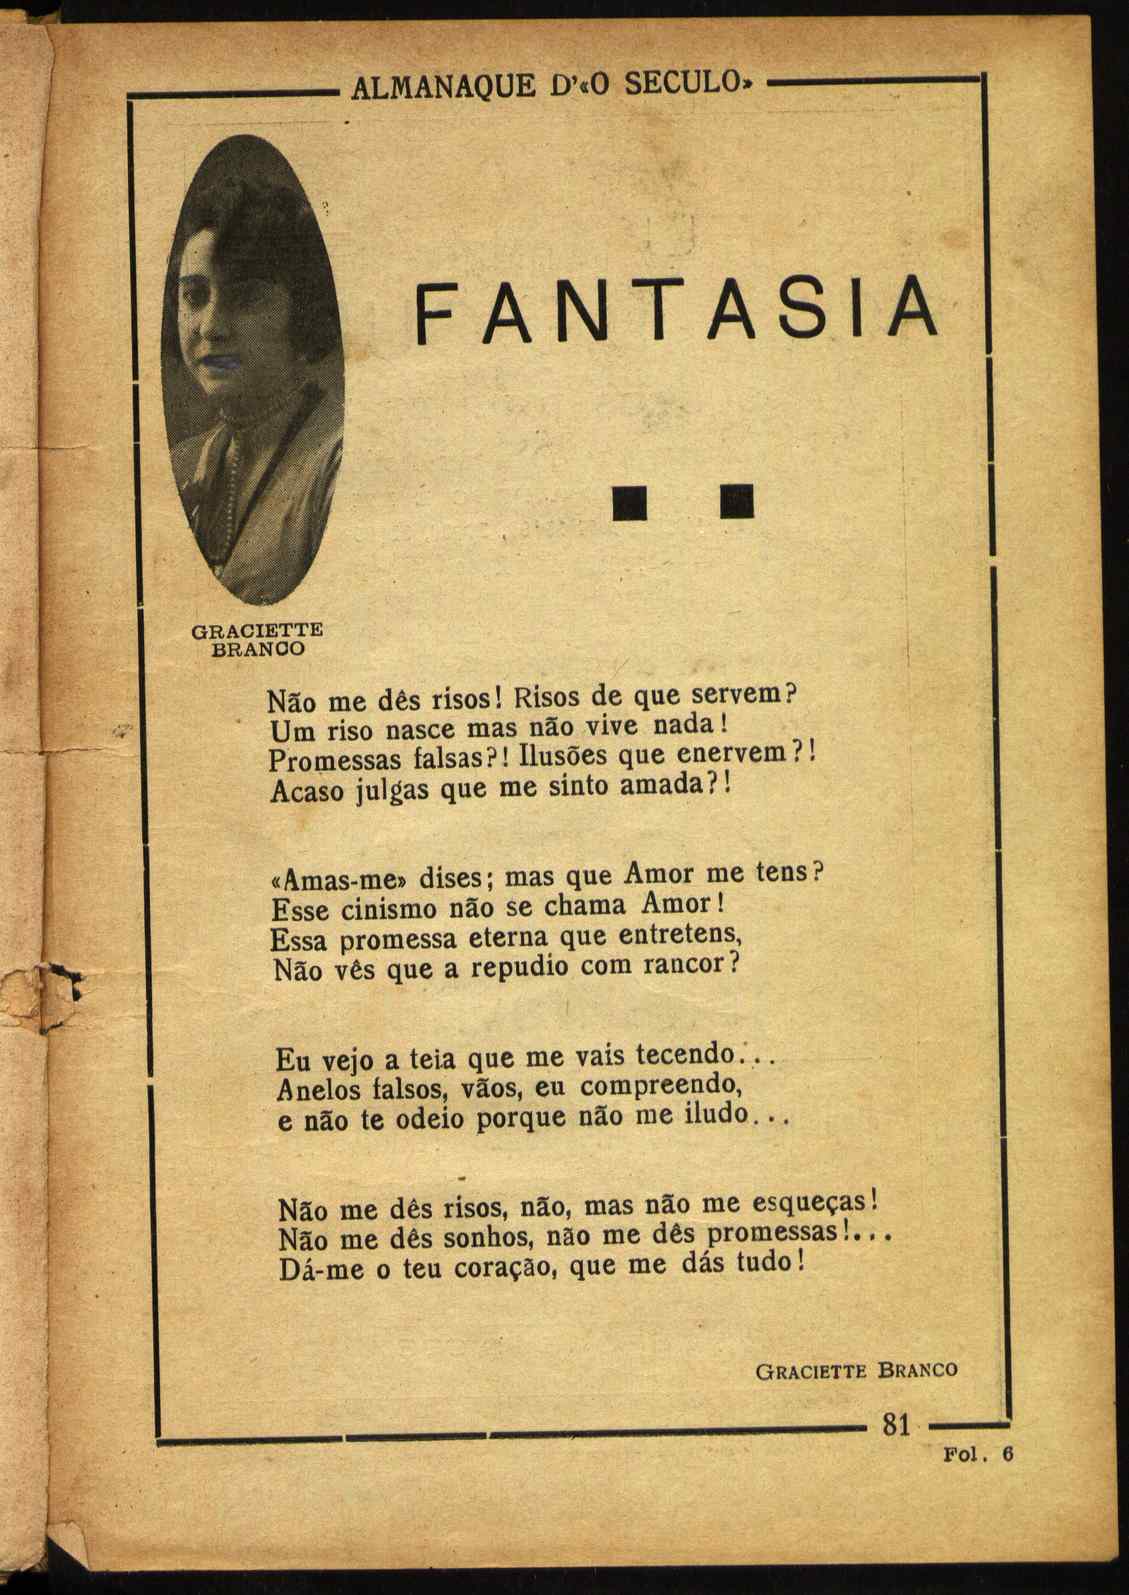 ALMANAQUE D'«O SECULO»
FANTASIA
GRACIETTE
BRANCO
Não me dês risos! Risos de que servem?
Um riso nasce mas não vive nada!
Promessas falsas?! Ilusões que enervem?!
Acaso julgas que me sinto amada?!
«Amas-me» dises; mas que Amor me tens?
Esse cinismo não se chama Amor!
Essa promessa eterna que entretens,
Não vês que a repudio com rancor?
Eu vejo a teia que me vais tecendo...
Anelos falsos, vãos, eu compreendo,
e não te odeio porque não me iludo...
Não me dês risos, não, mas não me esqueças!
Não me dês sonhos, não me dês promessas!...
Dá-me o teu coração, que me dás tudo!
GRACIETTE BRANCO
81
Fol. 6